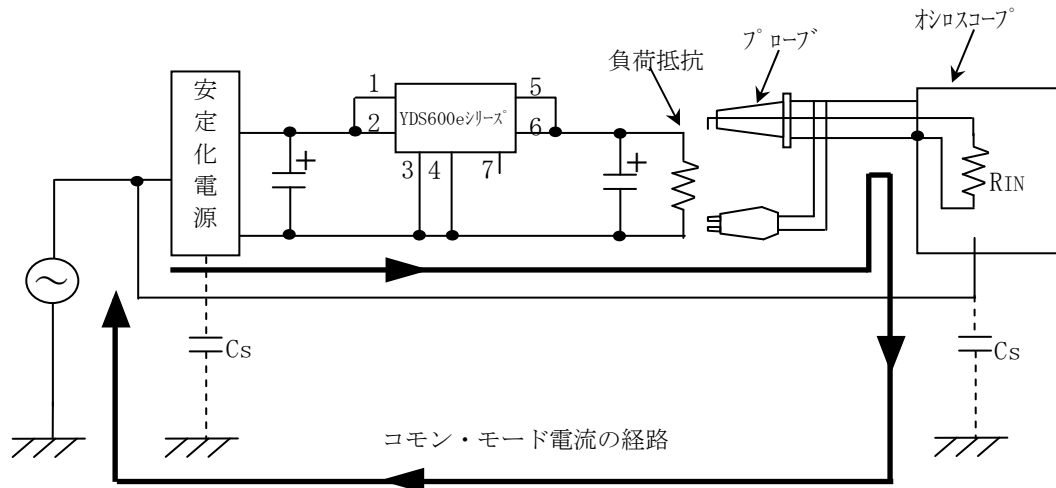 安定化電源
1
2
YDS600eシリーズ
3
4
7
5
6
負荷抵抗
プローブ
オシロスコープ
RIN
+
+
Cs
Cs
コモン・モード電流の経路